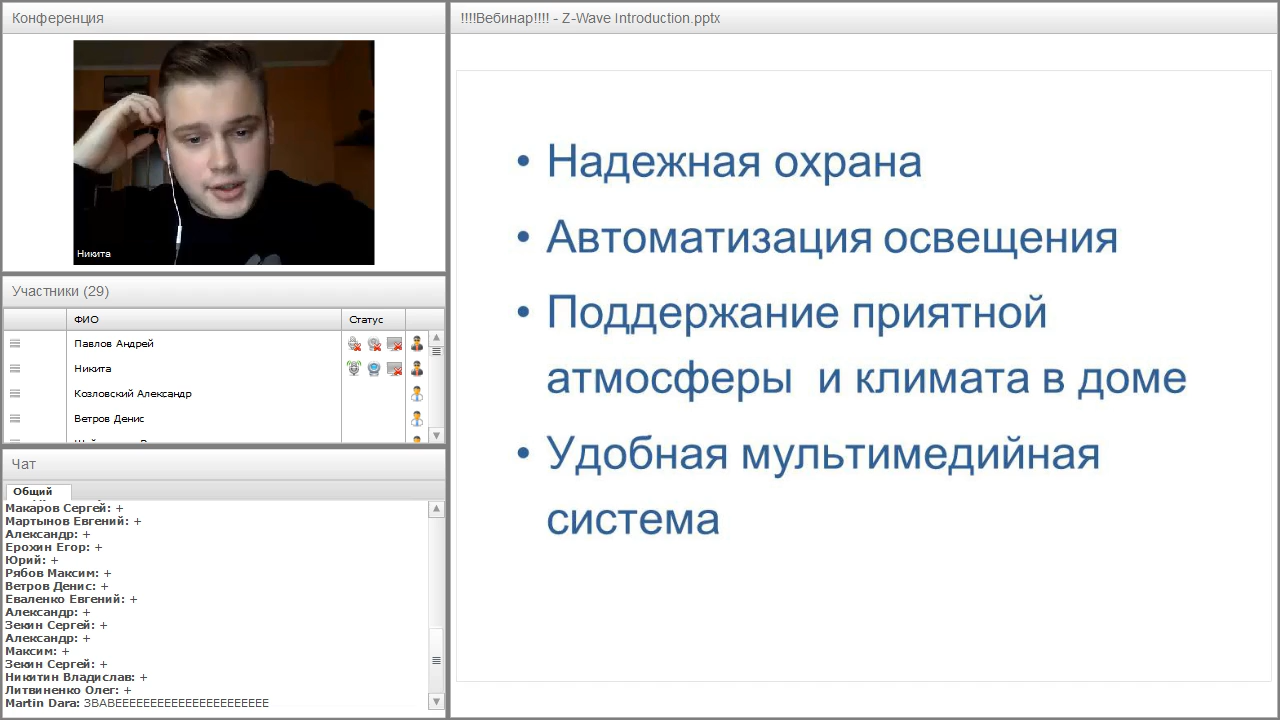 Конференция
Никита
Участники (29)
ФИО Статус
Павлов Андрей
Никита
Козловский Александр
Ветров Денис
Чат
Общий
Макаров Сергей: +
Мартынов Евгений: +
Александр: +
Ерохин Егор: +
Юрий: +
Рябов Максим: +
Ветров Денис: +
Еваленко Евгений: +
Александр: +
Зекин Сергей: +
Александр: +
Максим: +
Зекин Сергей: +
Никитин Владислав: +
Литвиненко Олег: +
Martin Dara: ЗВАВЕЕЕЕЕЕЕЕЕЕЕЕЕЕЕЕЕЕЕЕЕ
!!!!Вебинар!!!! - Z-Wave Introduction.pptx
• Надежная охрана
• Автоматизация освещения
• Поддержание приятной
атмосферы и климата в доме
• Удобная мультимедийная
система